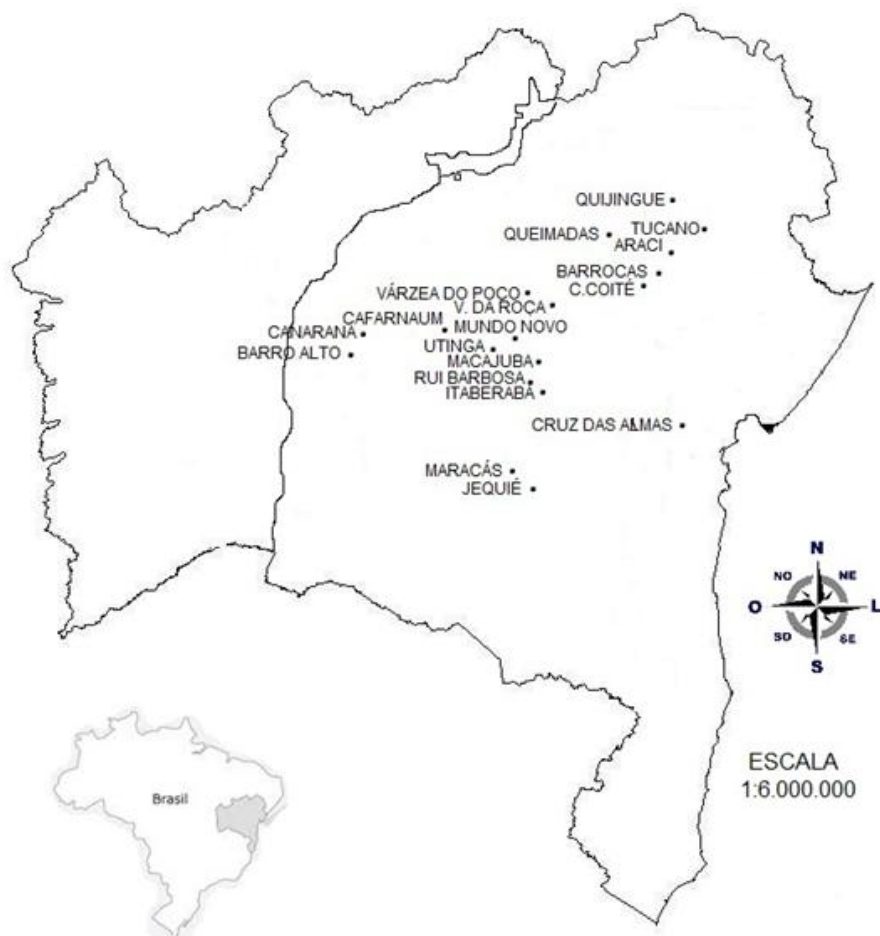 QUIJINGUE
TUCANO
QUEIMADAS
ARACI
BARROCAS
C.COITÉ
VÁRZEA DO POÇO
V. DA ROÇA
CAFARNAUM
MUNDO NOVO
CANARANA
UTINGA
BARRO ALTO
MACAJUBA
RUI BARBOSA
ITABERABA
CRUZ DAS ALMAS
MARACÁS
JEQUIÉ
N
NO
NE
O
L
SO
SE
S
ESCALA
1:6.000.000
Brasil